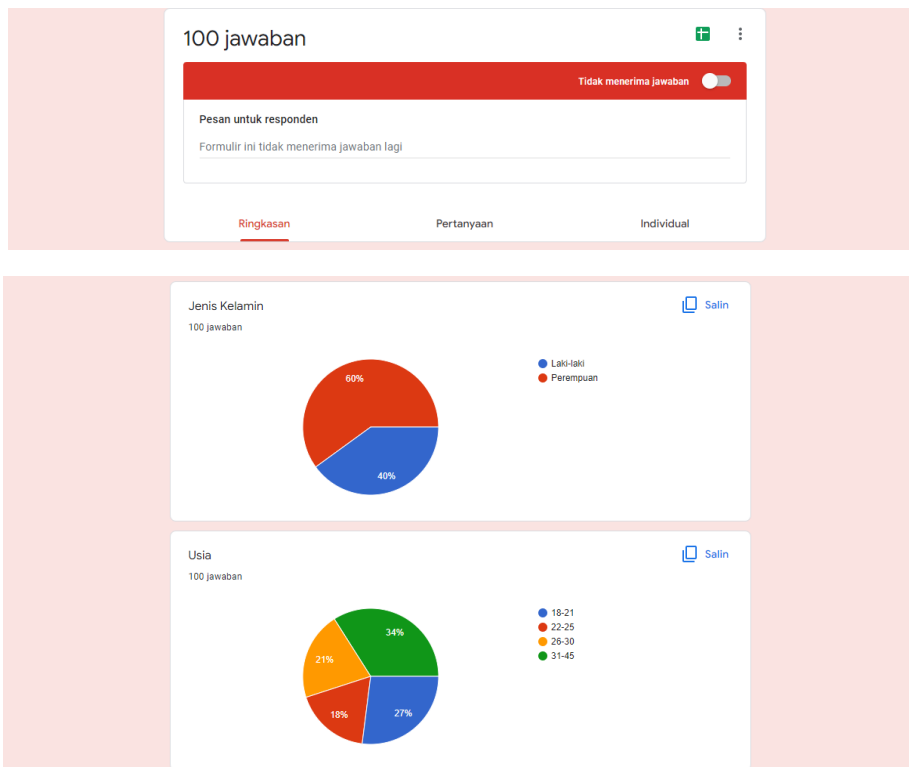 100 jawaban
Tidak menerima jawaban
Pesan untuk responden
Formulir ini tidak menerima jawaban lagi
Ringkasan Pertanyaan Individual
Jenis Kelamin
Salin
100 jawaban
Laki-laki
Perempuan
60%
40%
Usia
Salin
100 jawaban
18-21
22-25
26-30
31-45
34%
21%
18%
27%